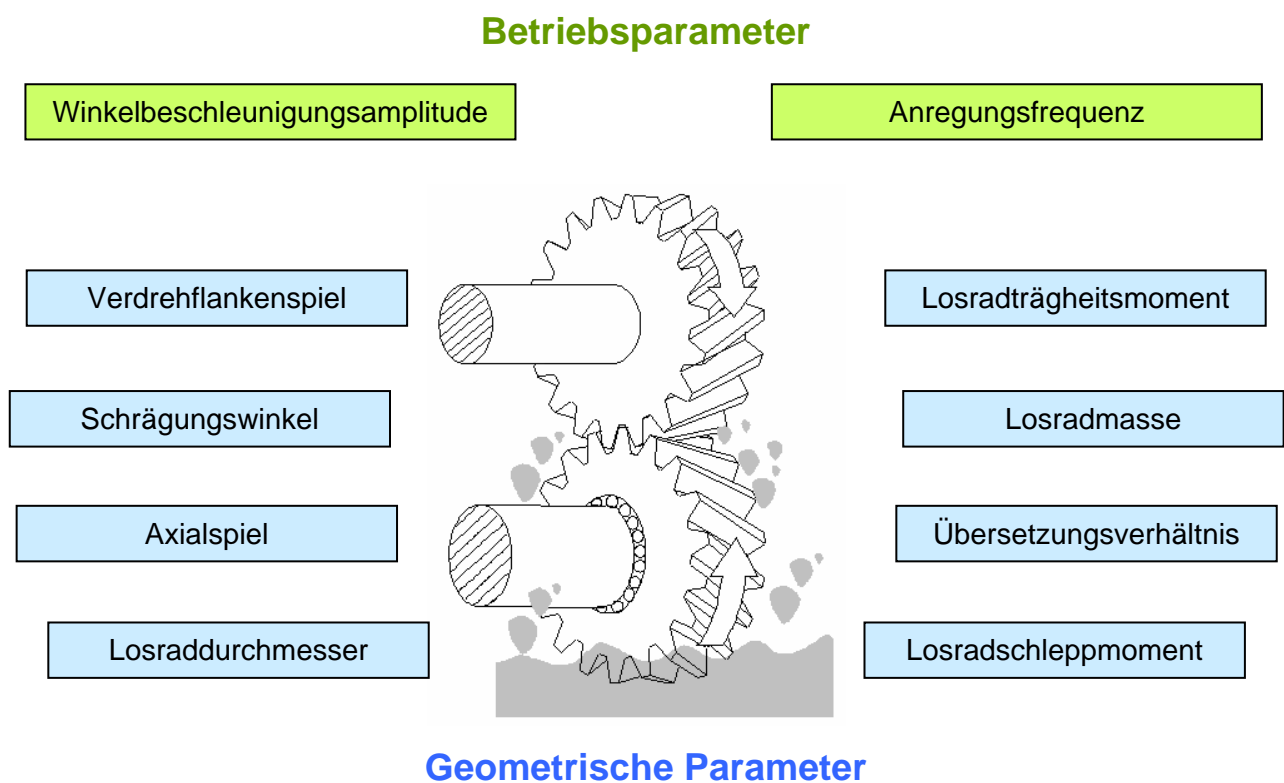 Betriebsparameter
Winkelbeschleunigungsamplitude
Anregungsfrequenz
Verdrehflankenspiel
Losradträgheitsmoment
Schrägungswinkel
Losradmasse
Axialspiel
Übersetzungsverhältnis
Losraddurchmesser
Losradschleppmoment
Geometrische Parameter